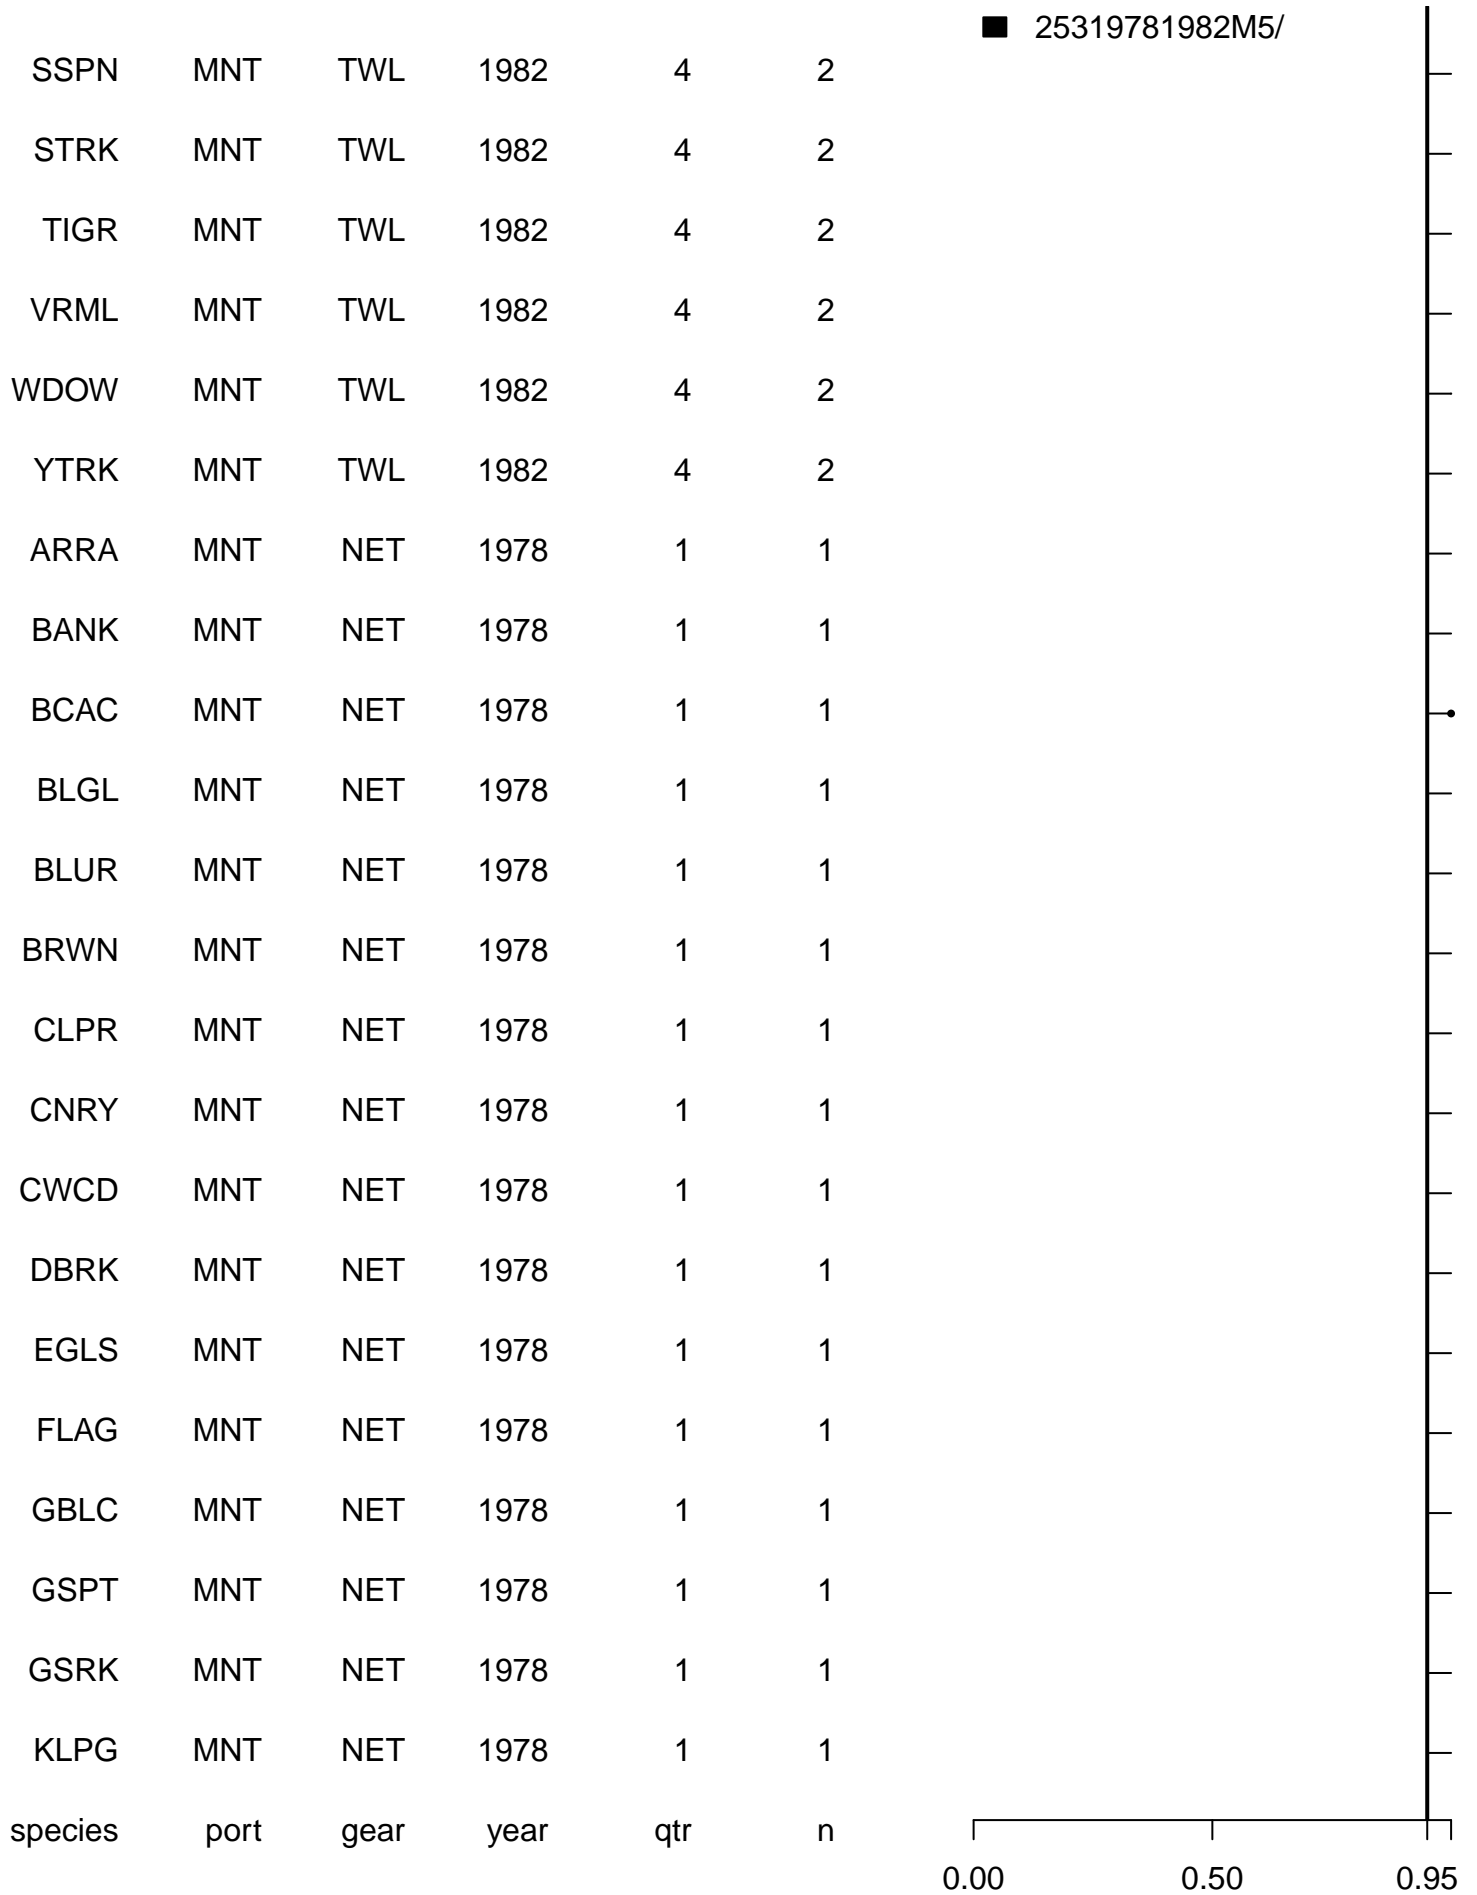 25319781982M5/
SSPN MNT TWL 1982 4 2
STRK MNT TWL 1982 4 2
TIGR MNT TWL 1982 4 2
VRML MNT TWL 1982 4 2
WDOW MNT TWL 1982 4 2
YTRK MNT TWL 1982 4 2
ARRA MNT NET 1978 1 1
BANK MNT NET 1978 1 1
BCAC MNT NET 1978 1 1
BLGL MNT NET 1978 1 1
BLUR MNT NET 1978 1 1
BRWN MNT NET 1978 1 1
CLPR MNT NET 1978 1 1
CNRY MNT NET 1978 1 1
CWCD MNT NET 1978 1 1
DBRK MNT NET 1978 1 1
EGLS MNT NET 1978 1 1
FLAG MNT NET 1978 1 1
GBLC MNT NET 1978 1 1
GSPT MNT NET 1978 1 1
GSRK MNT NET 1978 1 1
KLPG MNT NET 1978 1 1
species port gear year qtr n
0.00 0.50 0.95